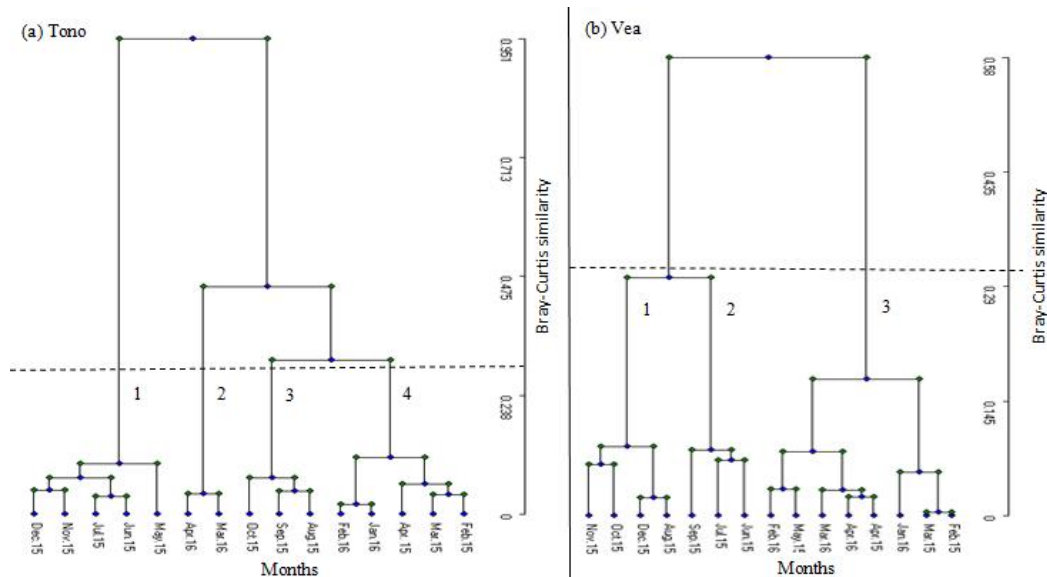 (a) Tono
0.951
0.713
0.475
0.238
0
Bray-Curtis similarity
1
2
3
4
Dec.15
Nov.15
Jul.15
Jun.15
May.15
Apr.16
Mar.16
Oct.15
Sep.15
Aug.15
Feb.16
Jan.16
Apr.15
Mar.15
Feb.15
Months
(b) Vea
0.58
0.435
0.29
0.145
0
Bray-Curtis similarity
1
2
3
Nov.15
Oct.15
Dec.15
Aug.15
Sep.15
Jul.15
Jun.15
Feb.16
May.15
Mar.16
Apr.16
Apr.15
Jan.16
Mar.15
Feb.15
Months